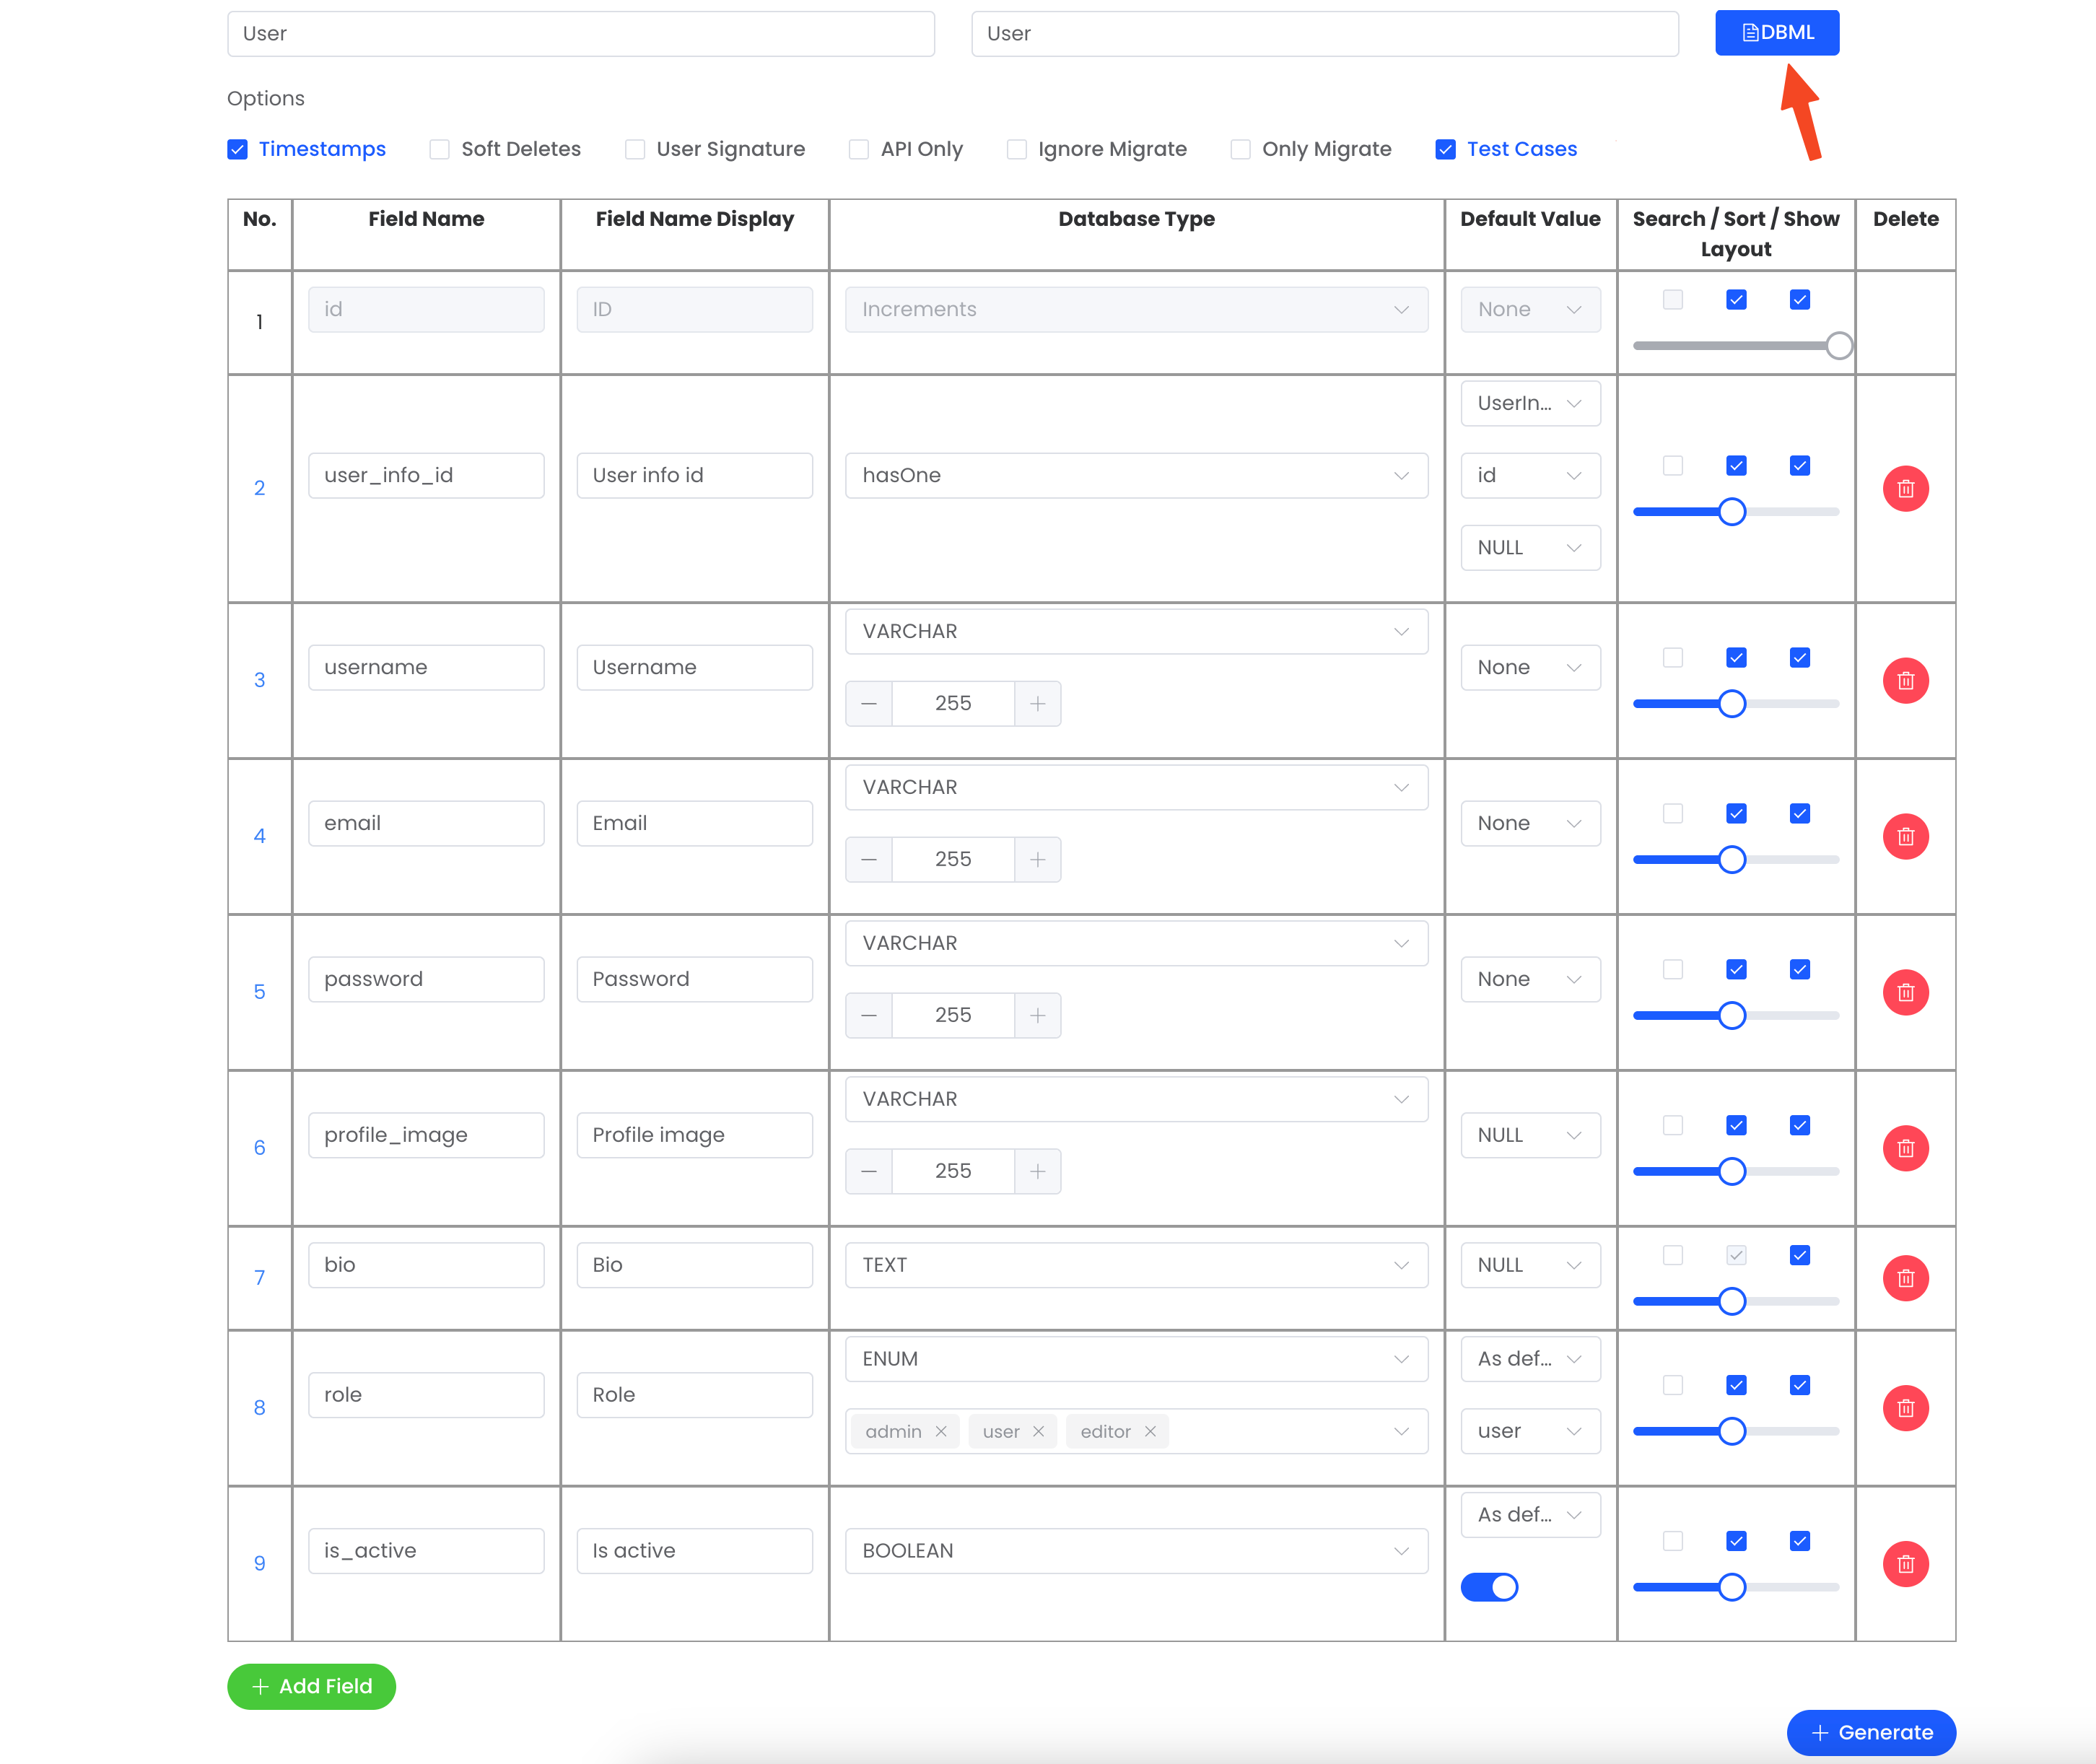 User User DBML
Options
Timestamps Soft Deletes User Signature API Only Ignore Migrate Only Migrate Test Cases
No. Field Name Field Name Display Database Type Default Value Search / Sort / Show Layout Delete
1 id ID Increments None
2 user_info_id User info id hasOne UserIn... id NULL
3 username Username VARCHAR 255 None
4 email Email VARCHAR 255 None
5 password Password VARCHAR 255 None
6 profile_image Profile image VARCHAR 255 NULL
7 bio Bio TEXT NULL
8 role Role ENUM admin user editor As def... user
9 is_active Is active BOOLEAN As def...
Add Field
Generate